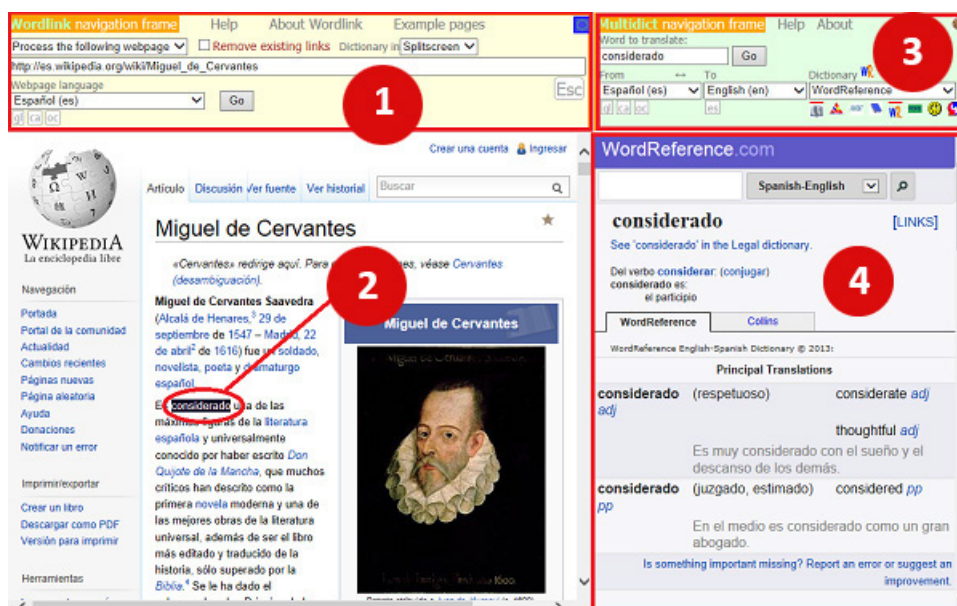 Wordlink navigation frame Help About Wordlink Example pages
Process the following webpage Remove existing links Dictionary in Splitscreen
http://es.wikipedia.org/wiki/Miguel_de_Cervantes
Webpage language
Español (es) Go Esc
gl ca oc
1
Multidict navigation frame Help About
Word to translate:
considerado Go
From ↔ To Dictionary
Español (es) English (en) WordReference
gl ca oc es
3
Crear una cuenta Ingresar
Artículo Discusión Ver fuente Ver historial Buscar
WIKIPEDIA
La enciclopedia libre
Navegación
Portada
Portal de la comunidad
Actualidad
Cambios recientes
Páginas nuevas
Página aleatoria
Ayuda
Donaciones
Notificar un error
Imprimir/exportar
Crear un libro
Descargar como PDF
Versión para imprimir
Herramientas
Miguel de Cervantes
«Cervantes» redirige aquí. Para véase Cervantes
(desambiguación).
2
Miguel de Cervantes Saavedra
(Alcalá de Henares,3 29 de
septiembre de 1547 – Madrid, 22
de abril2 de 1616) fue un soldado,
novelista, poeta y dramaturgo
español.
Es considerado una de las
máximas figuras de la literatura
española y universalmente
conocido por haber escrito Don
Quijote de la Mancha, que muchos
críticos han descrito como la
primera novela moderna y una de
las mejores obras de la literatura
universal, además de ser el libro
más editado y traducido de la
historia, sólo superado por la
Biblia.4 Se le ha dado el
Miguel de Cervantes
WordReference.com
Spanish-English
considerado [LINKS]
See 'considerado' in the Legal dictionary.
Del verbo considerar: (conjugar)
considerado es:
el participio
4
WordReference Collins
WordReference English-Spanish Dictionary © 2013:
Principal Translations
considerado (respetuoso) considerate adj
adj
thoughtful adj
Es muy considerado con el sueño y el
descanso de los demás.
considerado (juzgado, estimado) considered pp
pp
En el medio es considerado como un gran
abogado.
Is something important missing? Report an error or suggest an
improvement.